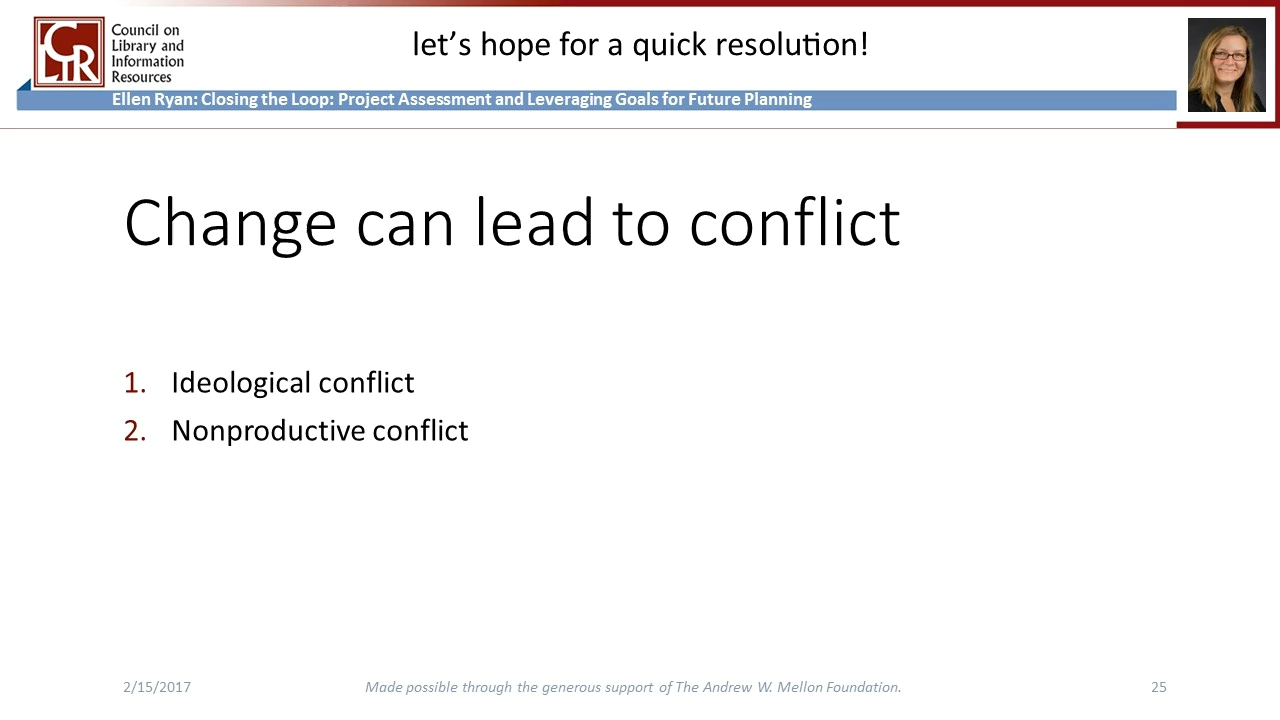 CLIR
Council on
Library and
Information
Resources
let's hope for a quick resolution!
Ellen Ryan: Closing the Loop: Project Assessment and Leveraging Goals for Future Planning
Change can lead to conflict
1. Ideological conflict
2. Nonproductive conflict
2/15/2017
Made possible through the generous support of The Andrew W. Mellon Foundation.
25